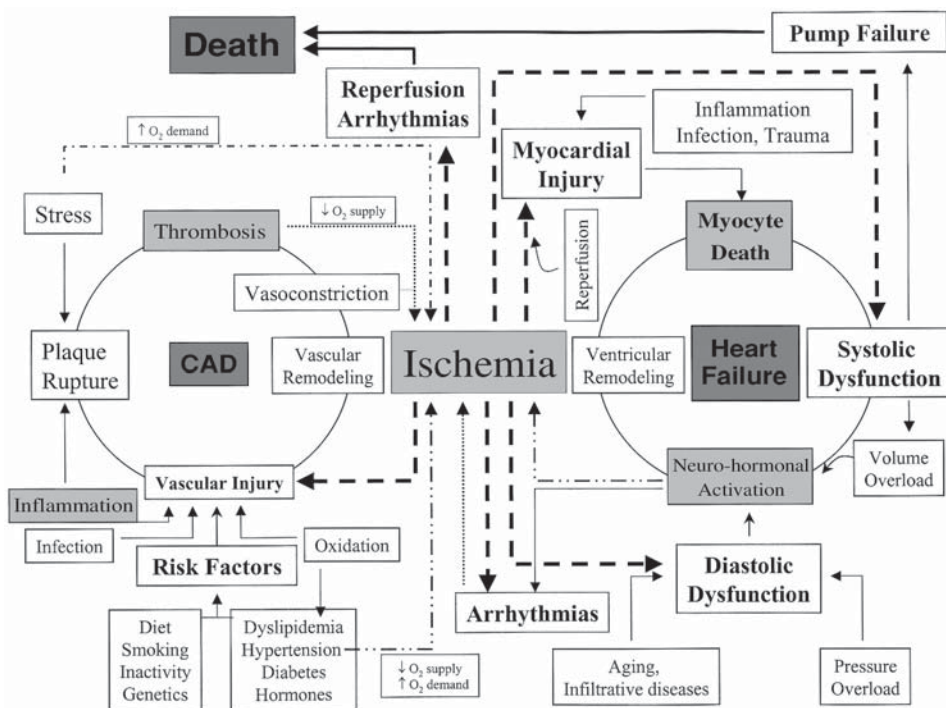 Death
Pump Failure
Reperfusion
Arrhythmias
↑ O₂ demand
Inflammation
Infection, Trauma
Myocardial
Injury
Stress
Thrombosis
↓ O₂ supply
Reperfusion
Myocyte
Death
Vasoconstriction
Plaque
Rupture
CAD
Vascular
Remodeling
Ischemia
Ventricular
Remodeling
Heart
Failure
Systolic
Dysfunction
Vascular Injury
Neuro-hormonal
Activation
Volume
Overload
Inflammation
Infection
Oxidation
Risk Factors
Diastolic
Dysfunction
Arrhythmias
Diet
Smoking
Inactivity
Genetics
Dyslipidemia
Hypertension
Diabetes
Hormones
↓ O₂ supply
↑ O₂ demand
Aging,
Infiltrative diseases
Pressure
Overload